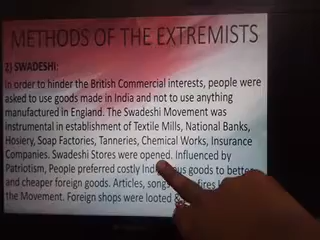 METHODS OF THE EXTREMISTS
2) SWADESHI:
In order to hinder the British Commercial interests, people were
asked to use goods made in India and not to use anything
manufactured in England. The Swadeshi Movement was
instrumental in establishment of Textile Mills, National Banks,
Hosiery, Soap Factories, Tanneries, Chemical Works, Insurance
Companies. Swadeshi Stores were opened. Influenced by
Patriotism, People preferred costly goods to better
and cheaper foreign goods. Articles, songs
the Movement. Foreign shops were looted &